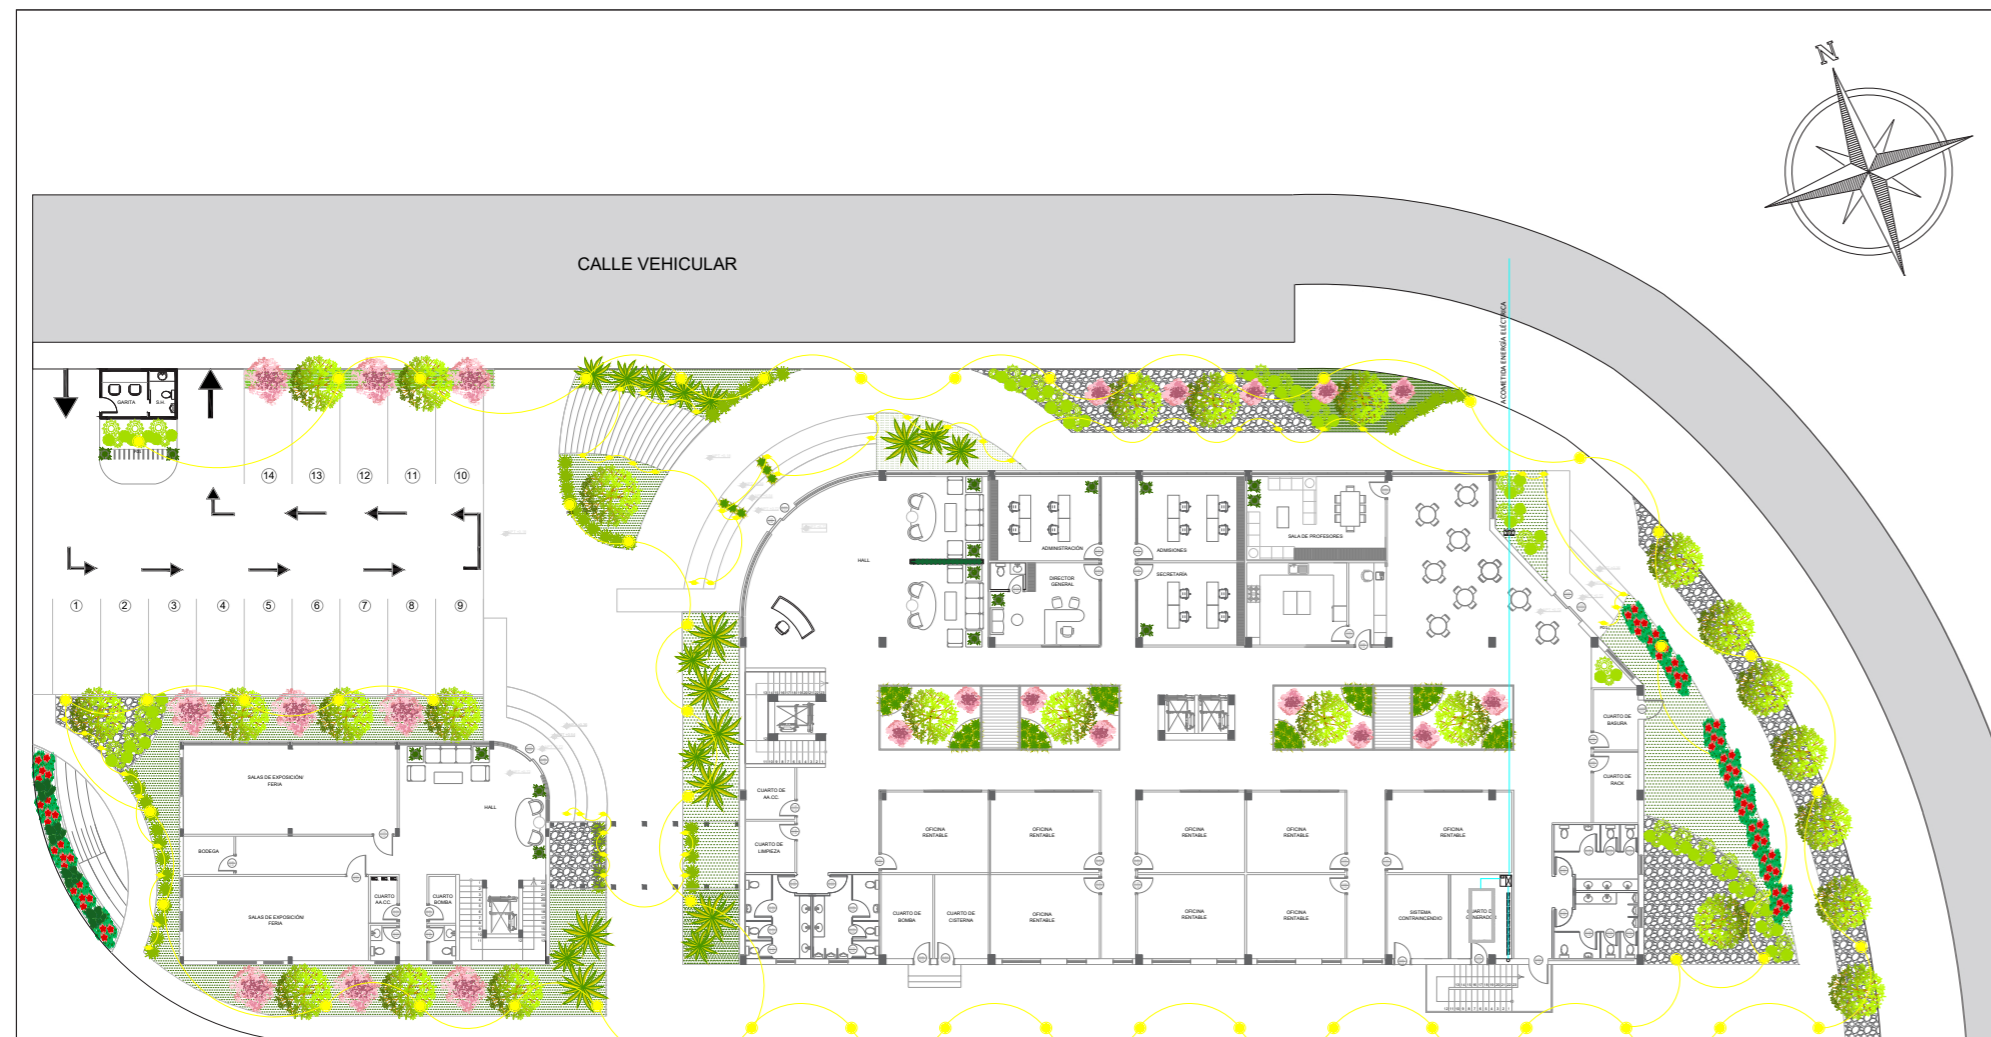 N
CALLE VEHICULAR
ACOMETIDA ENERGÍA ELÉCTRICA
GARITA
S.H.
14
13
12
11
10
1
2
3
4
5
6
7
8
9
HALL
ADMINISTRACIÓN
ADMISIONES
SALA DE PROFESORES
DIRECTOR
GENERAL
SECRETARÍA
CUARTO DE
BASURA
CUARTO DE
RACK
SALAS DE EXPOSICIÓN/
FERIA
HALL
BODEGA
SALAS DE EXPOSICIÓN/
FERIA
CUARTO
AA.CC.
CUARTO
BOMBA
CUARTO DE
AA.CC.
CUARTO DE
LIMPIEZA
OFICINA
RENTABLE
OFICINA
RENTABLE
OFICINA
RENTABLE
OFICINA
RENTABLE
OFICINA
RENTABLE
CUARTO DE
BOMBA
CUARTO DE
CISTERNA
OFICINA
RENTABLE
OFICINA
RENTABLE
OFICINA
RENTABLE
SISTEMA
CONTRAINCENDIO